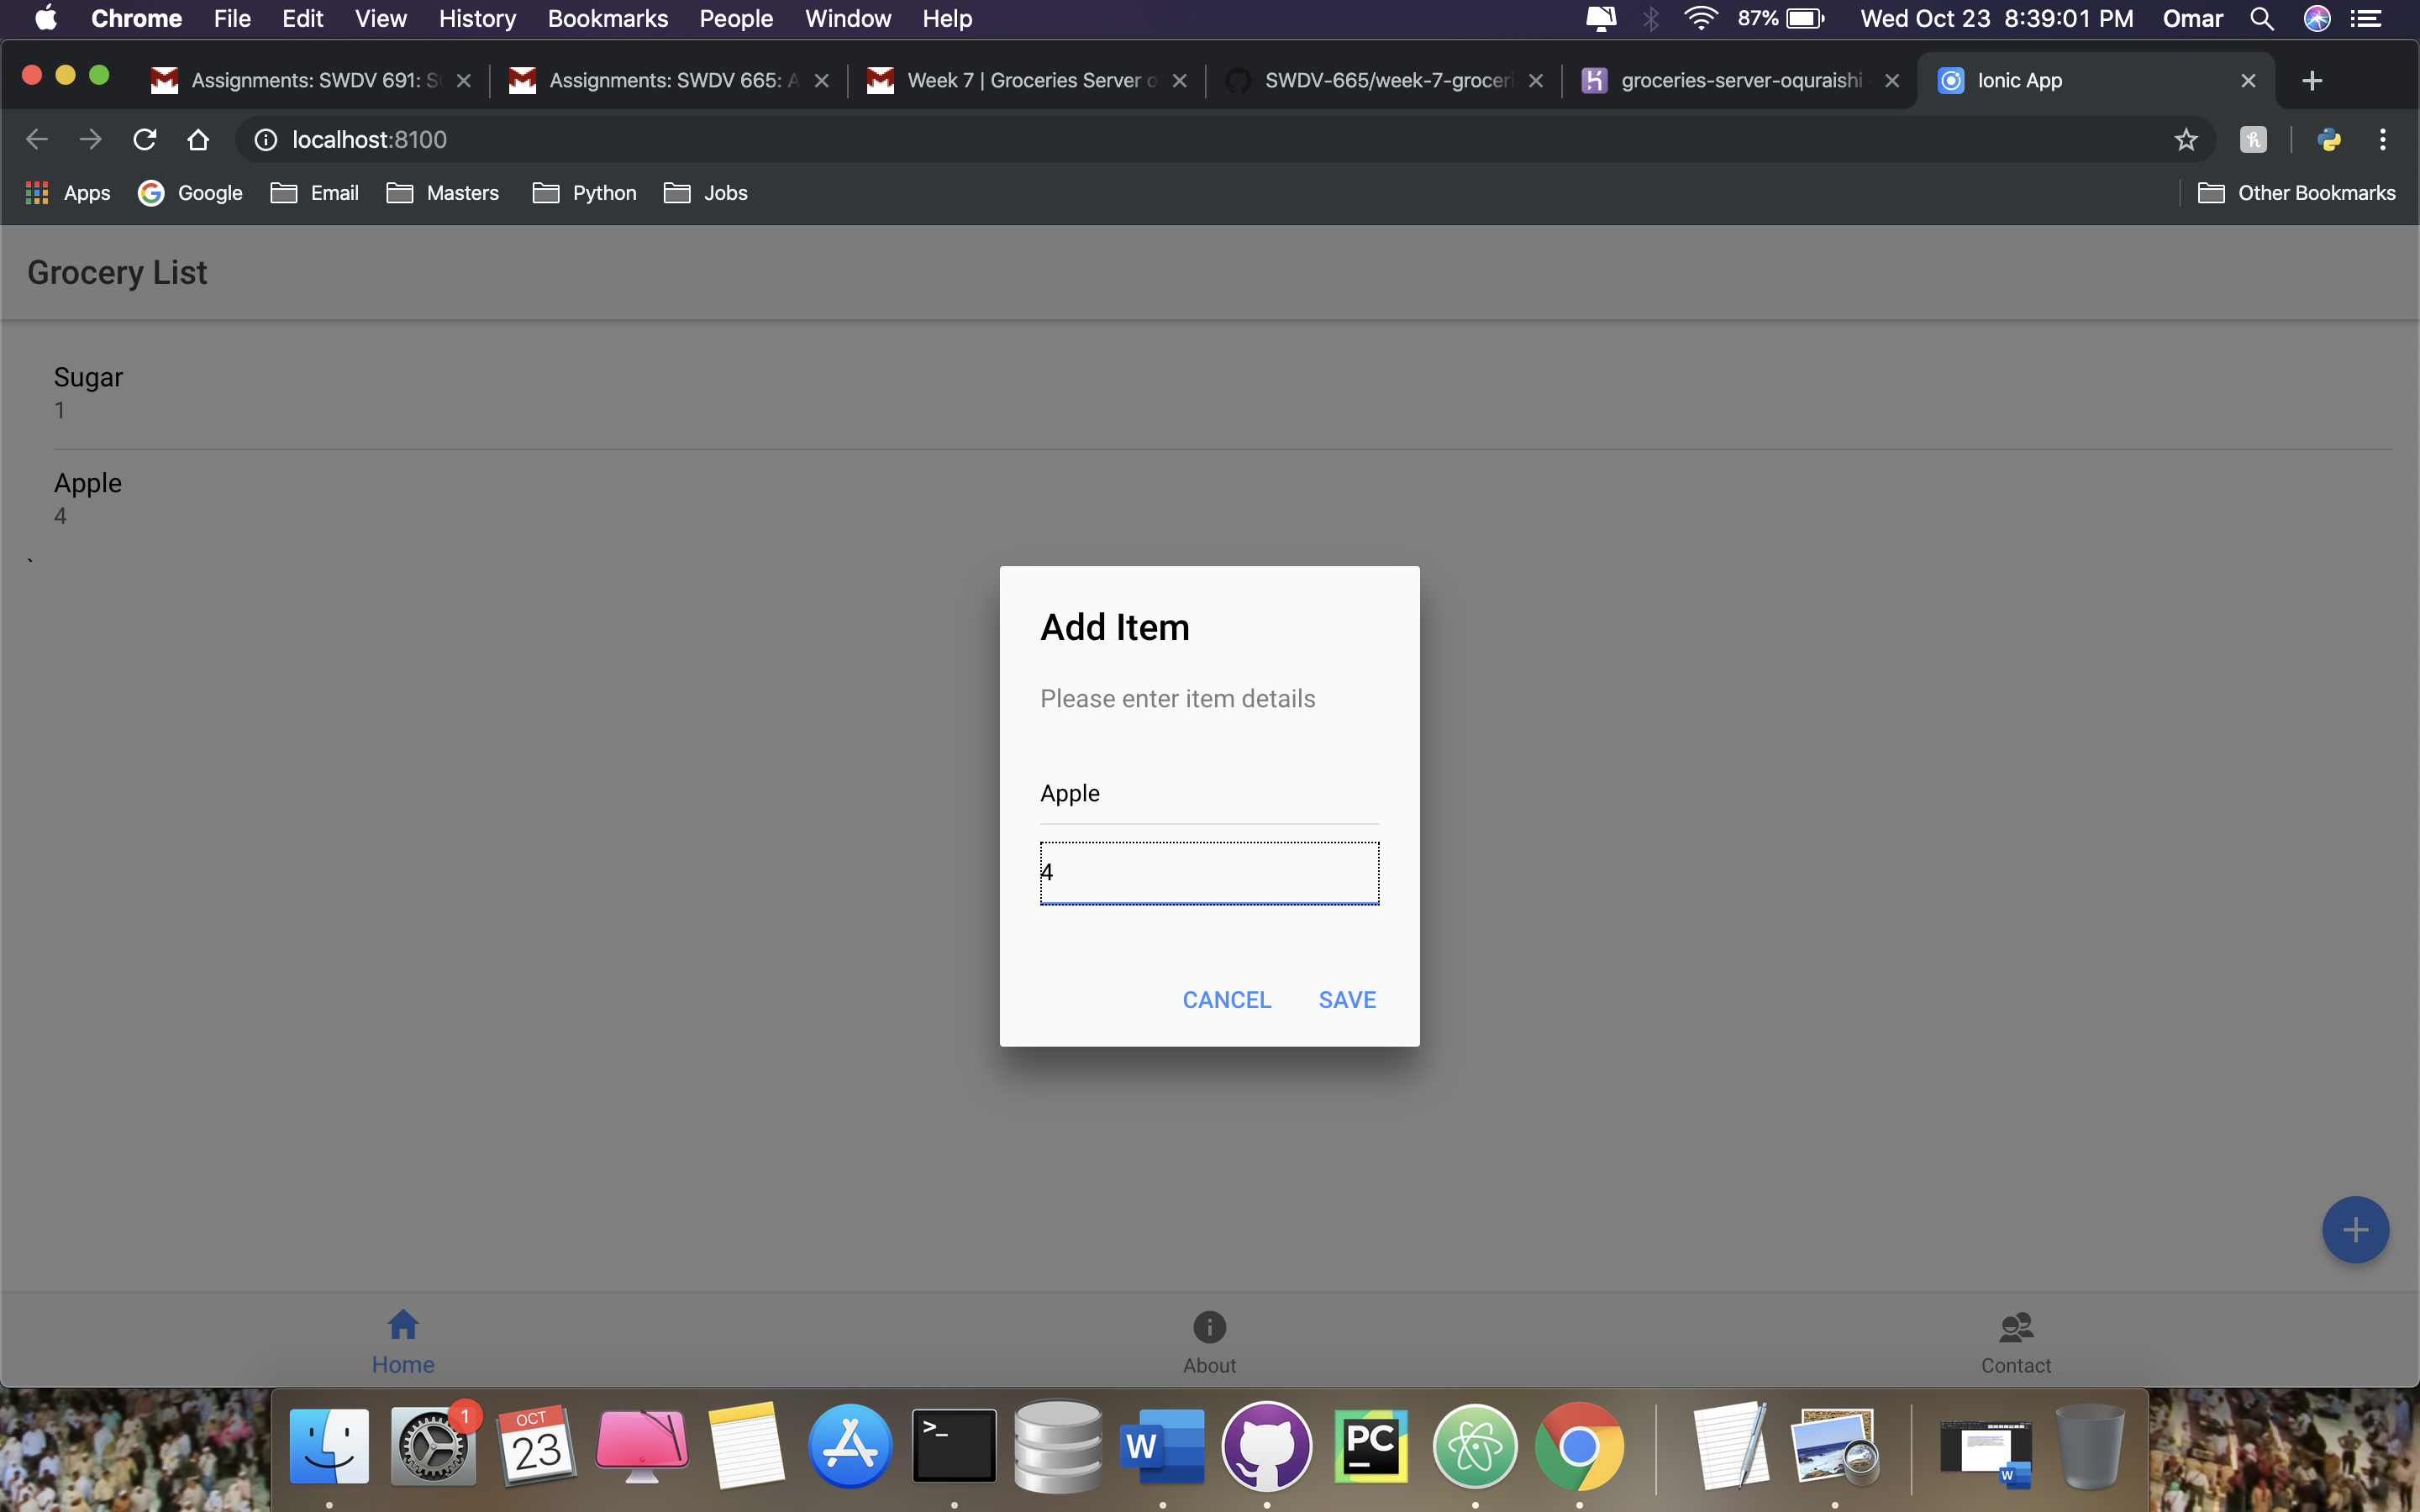 Chrome File Edit View History Bookmarks People Window Help 87% Wed Oct 23 8:39:01 PM Omar
Assignments: SWDV 691: S Assignments: SWDV 665: A Week 7 | Groceries Server o SWDV-665/week-7-groceri groceries-server-oquraishi Ionic App
localhost:8100
Apps Google Email Masters Python Jobs Other Bookmarks
Grocery List
Sugar
1
Apple
4
`
Add Item
Please enter item details
Apple
4
CANCEL SAVE
Home About Contact
1
OCT
23
>_
W
PC
W